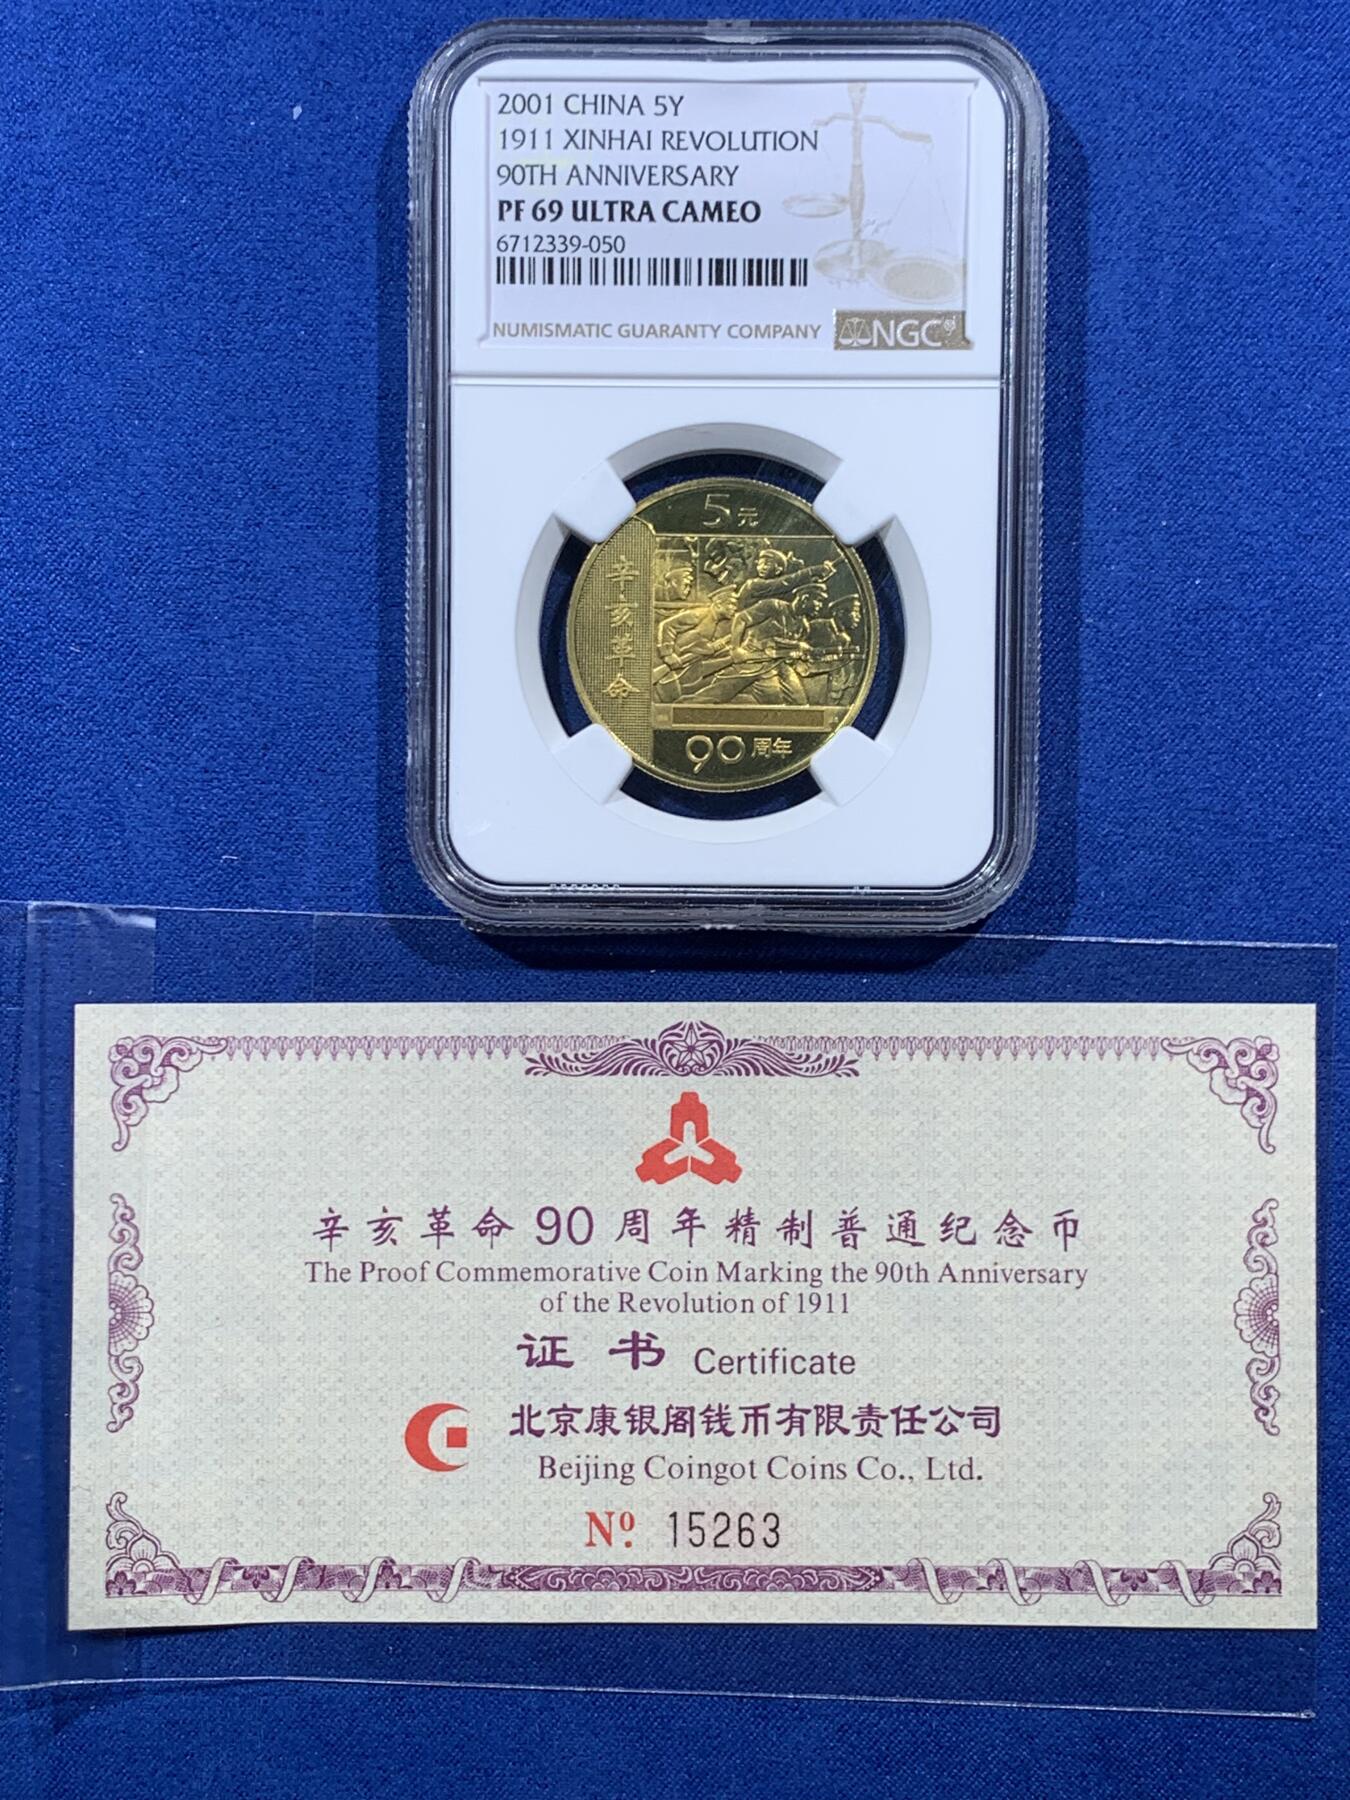 2001 CHINA 5Y
1911 XINHAI REVOLUTION
90TH ANNIVERSARY
PF 69 ULTRA CAMEO
6712339-050
NUMISMATIC GUARANTY COMPANY
NGC
5元
辛亥革命
90周年
辛亥革命90周年精制普通纪念币
The Proof Commemorative Coin Marking the 90th Anniversary
of the Revolution of 1911
证书 Certificate
北京康银阁钱币有限责任公司
Beijing Coingot Coins Co., Ltd.
Nº. 15263